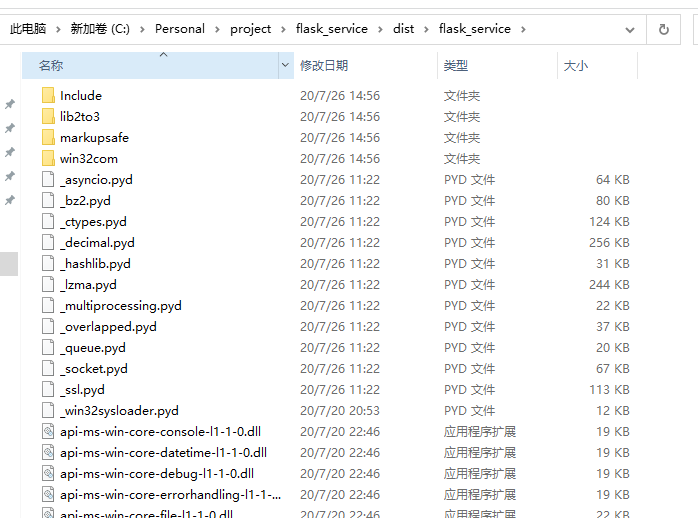 此电脑 新加卷 (C:) Personal project flask_service dist flask_service
名称 修改日期 类型 大小
Include 20/7/26 14:56 文件夹
lib2to3 20/7/26 14:56 文件夹
markupsafe 20/7/26 14:56 文件夹
win32com 20/7/26 14:56 文件夹
_asyncio.pyd 20/7/26 11:22 PYD 文件 64 KB
_bz2.pyd 20/7/26 11:22 PYD 文件 80 KB
_ctypes.pyd 20/7/26 11:22 PYD 文件 124 KB
_decimal.pyd 20/7/26 11:22 PYD 文件 256 KB
_hashlib.pyd 20/7/26 11:22 PYD 文件 31 KB
_lzma.pyd 20/7/26 11:22 PYD 文件 244 KB
_multiprocessing.pyd 20/7/26 11:22 PYD 文件 22 KB
_overlapped.pyd 20/7/26 11:22 PYD 文件 37 KB
_queue.pyd 20/7/26 11:22 PYD 文件 20 KB
_socket.pyd 20/7/26 11:22 PYD 文件 67 KB
_ssl.pyd 20/7/26 11:22 PYD 文件 113 KB
_win32sysloader.pyd 20/7/20 20:53 PYD 文件 12 KB
api-ms-win-core-console-l1-1-0.dll 20/7/20 22:46 应用程序扩展 19 KB
api-ms-win-core-datetime-l1-1-0.dll 20/7/20 22:46 应用程序扩展 19 KB
api-ms-win-core-debug-l1-1-0.dll 20/7/20 22:46 应用程序扩展 19 KB
api-ms-win-core-errorhandling-l1-1-... 20/7/20 22:46 应用程序扩展 19 KB
api-ms-win-core-file-l1-1-0.dll 20/7/20 22:46 应用程序扩展 22 KB